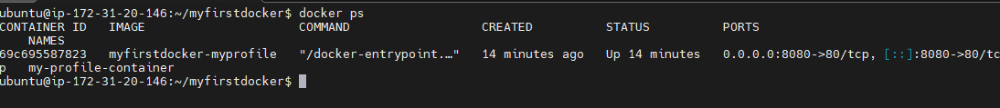 ubuntu@ip-172-31-20-146:~/myfirstdocker$ docker ps
CONTAINER ID   IMAGE                     COMMAND                  CREATED          STATUS          PORTS
    NAMES
69c695587823   myfirstdocker-myprofile   "/docker-entrypoint.…"   14 minutes ago   Up 14 minutes   0.0.0.0:8080->80/tcp, [::]:8080->80/tc
p   my-profile-container
ubuntu@ip-172-31-20-146:~/myfirstdocker$